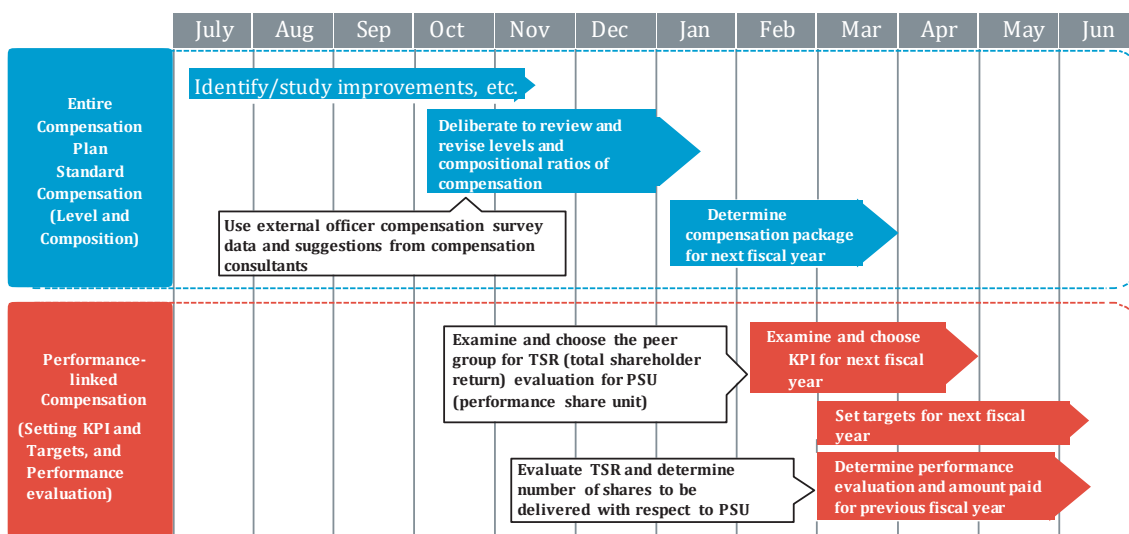 July Aug Sep Oct Nov Dec Jan Feb Mar Apr May Jun
Entire
Compensation
Plan
Standard
Compensation
(Level and
Composition)
Identify/study improvements, etc.
Deliberate to review and
revise levels and
compositional ratios of
compensation
Use external officer compensation survey
data and suggestions from compensation
consultants
Determine
compensation package
for next fiscal year
Performance-
linked
Compensation
(Setting KPI and
Targets, and
Performance
evaluation)
Examine and choose the peer
group for TSR (total shareholder
return) evaluation for PSU
(performance share unit)
Examine and choose
KPI for next fiscal
year
Set targets for next fiscal
year
Evaluate TSR and determine
number of shares to be
delivered with respect to PSU
Determine performance
evaluation and amount paid
for previous fiscal year